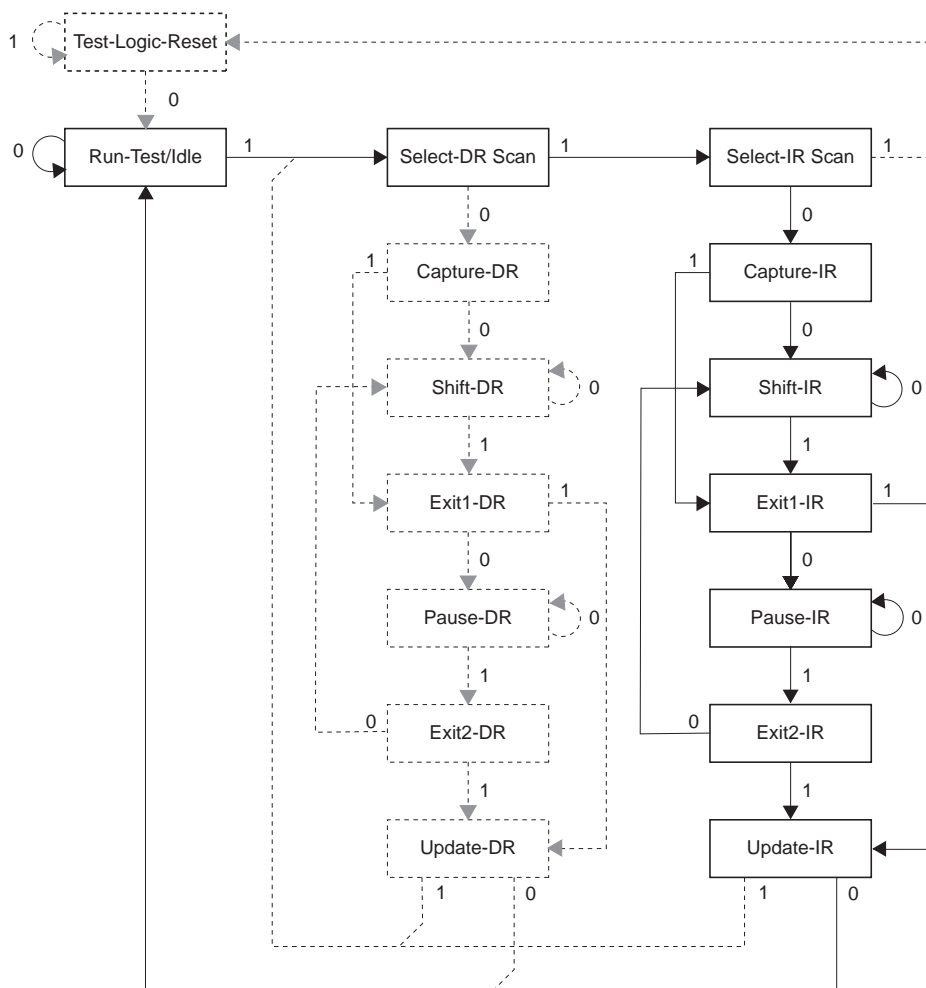 1
Test-Logic-Reset
0
0
Run-Test/Idle
1
Select-DR Scan
1
Select-IR Scan
1
0
0
1
Capture-DR
1
Capture-IR
0
0
Shift-DR
0
Shift-IR
0
1
1
Exit1-DR
1
Exit1-IR
1
0
0
Pause-DR
0
Pause-IR
0
1
1
0
Exit2-DR
0
Exit2-IR
1
1
Update-DR
Update-IR
1
0
1
0